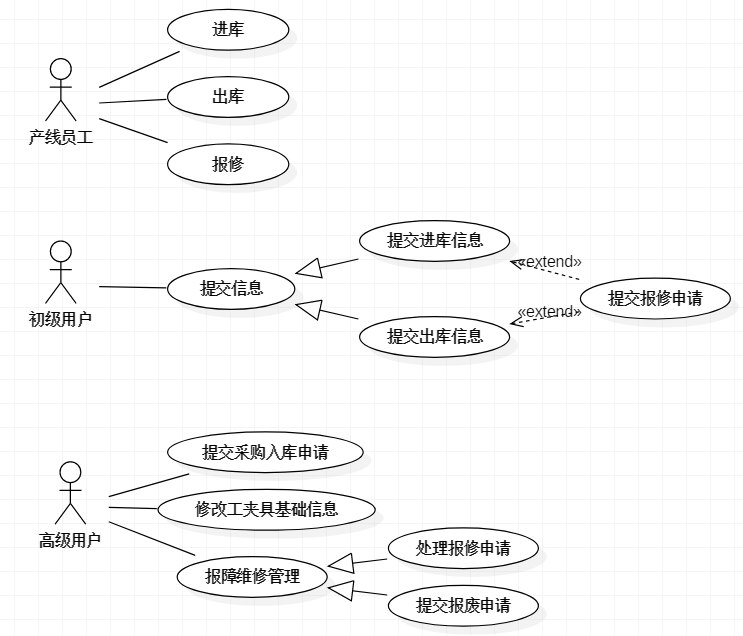 进库
出库
产线员工
报修
提交进库信息
«extend»
初级用户
提交信息
提交报修申请
«extend»
提交出库信息
提交采购入库申请
修改工夹具基础信息
高级用户
处理报修申请
报障维修管理
提交报废申请